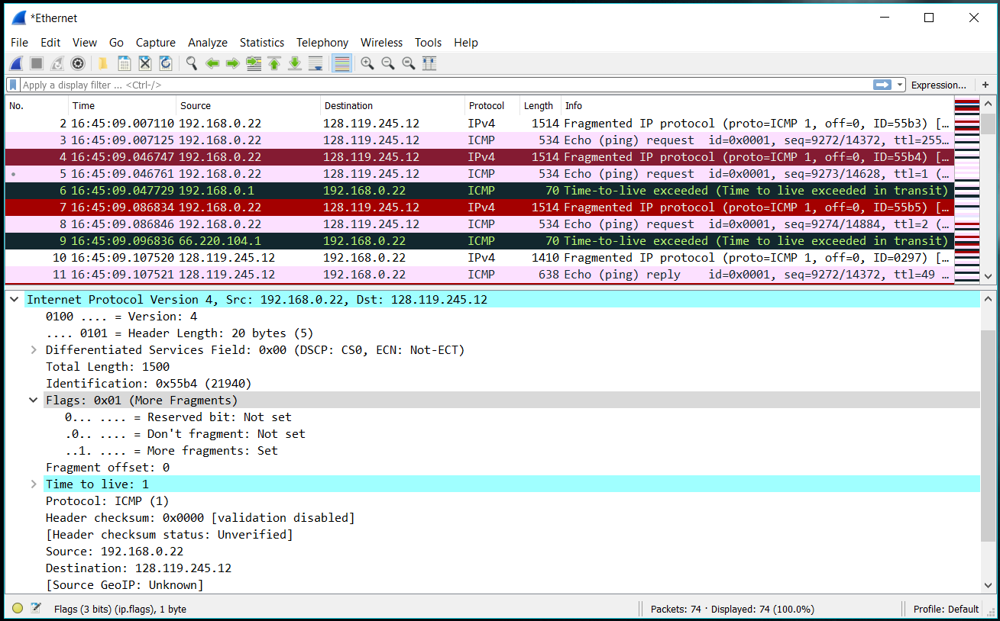 *Ethernet
File Edit View Go Capture Analyze Statistics Telephony Wireless Tools Help
Apply a display filter ... <Ctrl-/> Expression... +
No. Time Source Destination Protocol Length Info
2 16:45:09.007110 192.168.0.22 128.119.245.12 IPv4 1514 Fragmented IP protocol (proto=ICMP 1, off=0, ID=55b3) […
3 16:45:09.007125 192.168.0.22 128.119.245.12 ICMP 534 Echo (ping) request id=0x0001, seq=9272/14372, ttl=255…
4 16:45:09.046747 192.168.0.22 128.119.245.12 IPv4 1514 Fragmented IP protocol (proto=ICMP 1, off=0, ID=55b4) […
5 16:45:09.046761 192.168.0.22 128.119.245.12 ICMP 534 Echo (ping) request id=0x0001, seq=9273/14628, ttl=1 (…
6 16:45:09.047729 192.168.0.1 192.168.0.22 ICMP 70 Time-to-live exceeded (Time to live exceeded in transit)
7 16:45:09.086834 192.168.0.22 128.119.245.12 IPv4 1514 Fragmented IP protocol (proto=ICMP 1, off=0, ID=55b5) […
8 16:45:09.086846 192.168.0.22 128.119.245.12 ICMP 534 Echo (ping) request id=0x0001, seq=9274/14884, ttl=2 (…
9 16:45:09.096836 66.220.104.1 192.168.0.22 ICMP 70 Time-to-live exceeded (Time to live exceeded in transit)
10 16:45:09.107520 128.119.245.12 192.168.0.22 IPv4 1410 Fragmented IP protocol (proto=ICMP 1, off=0, ID=0297) […
11 16:45:09.107521 128.119.245.12 192.168.0.22 ICMP 638 Echo (ping) reply id=0x0001, seq=9272/14372, ttl=49 …
Internet Protocol Version 4, Src: 192.168.0.22, Dst: 128.119.245.12
0100 .... = Version: 4
.... 0101 = Header Length: 20 bytes (5)
Differentiated Services Field: 0x00 (DSCP: CS0, ECN: Not-ECT)
Total Length: 1500
Identification: 0x55b4 (21940)
Flags: 0x01 (More Fragments)
0... .... = Reserved bit: Not set
.0.. .... = Don't fragment: Not set
..1. .... = More fragments: Set
Fragment offset: 0
Time to live: 1
Protocol: ICMP (1)
Header checksum: 0x0000 [validation disabled]
[Header checksum status: Unverified]
Source: 192.168.0.22
Destination: 128.119.245.12
[Source GeoIP: Unknown]
Flags (3 bits) (ip.flags), 1 byte Packets: 74 · Displayed: 74 (100.0%) Profile: Default